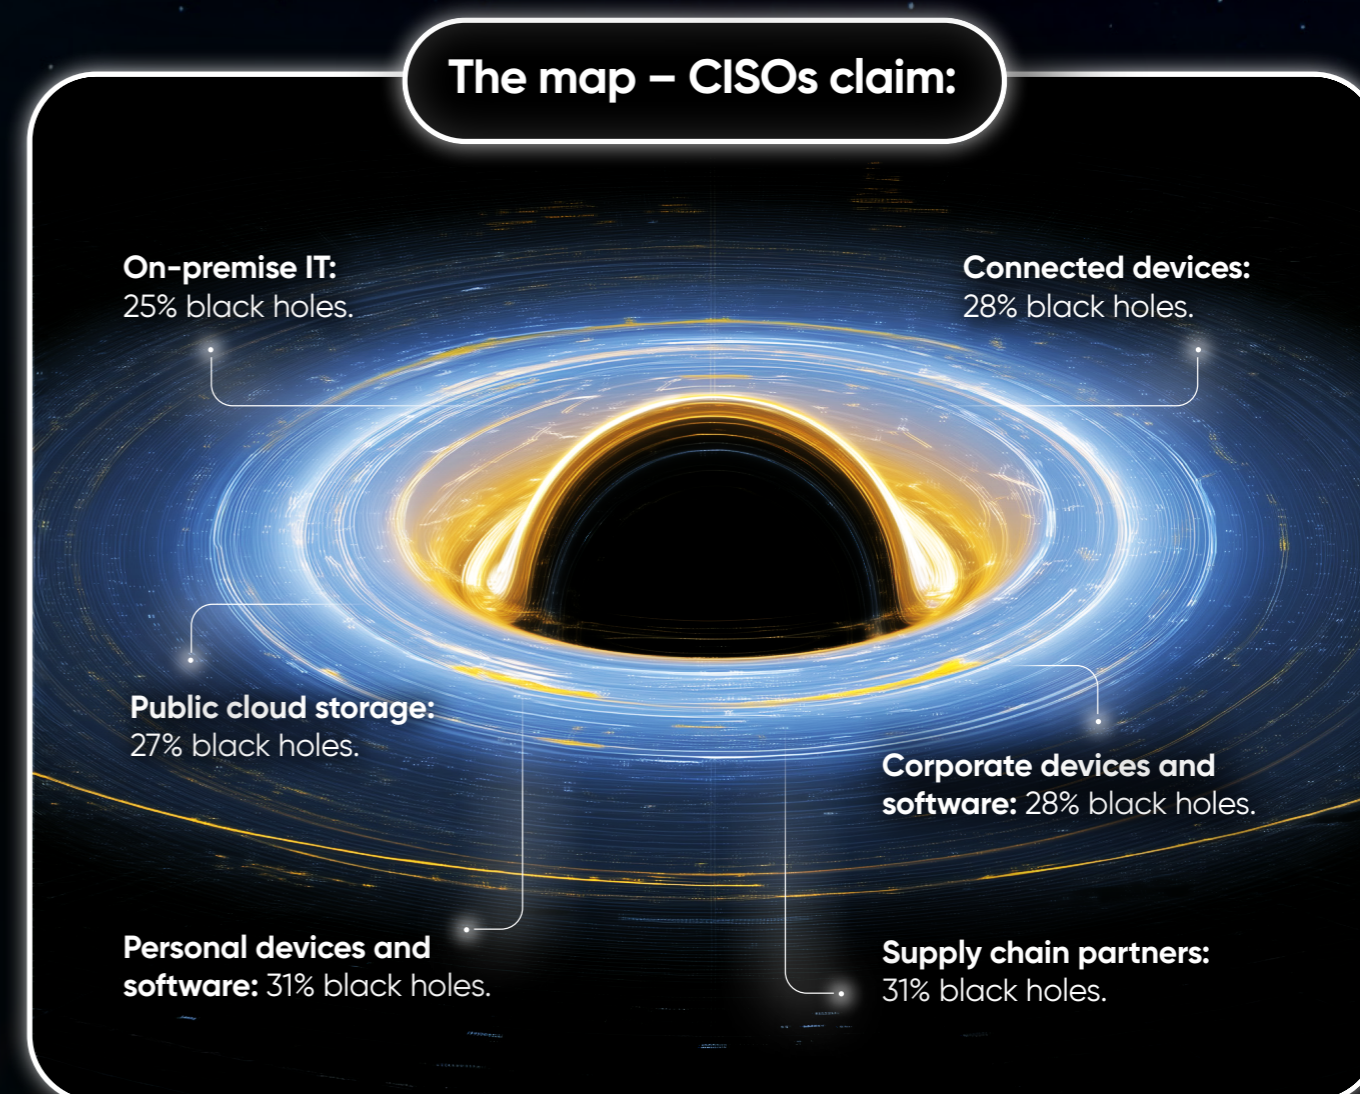 The map – CISOs claim:
On-premise IT:
25% black holes.
Connected devices:
28% black holes.
Public cloud storage:
27% black holes.
Corporate devices and
software: 28% black holes.
Personal devices and
software: 31% black holes.
Supply chain partners:
31% black holes.